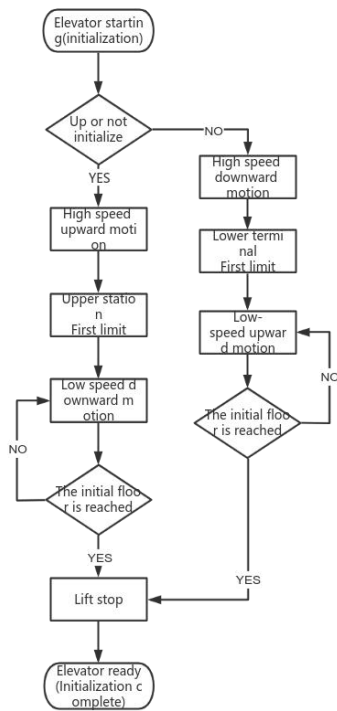 Elevator startin
g(initialization)
Up or not
initialize
NO
YES
High speed
downward
motion
High speed
upward moti
on
Lower termi
nal
First limit
Upper statio
n
First limit
Low-
speed upwar
d motion
NO
Low speed d
ownward m
otion
The initial floo
r is reached
NO
The initial floo
r is reached
YES
YES
Lift stop
Elevator ready
(Initialization c
omplete)